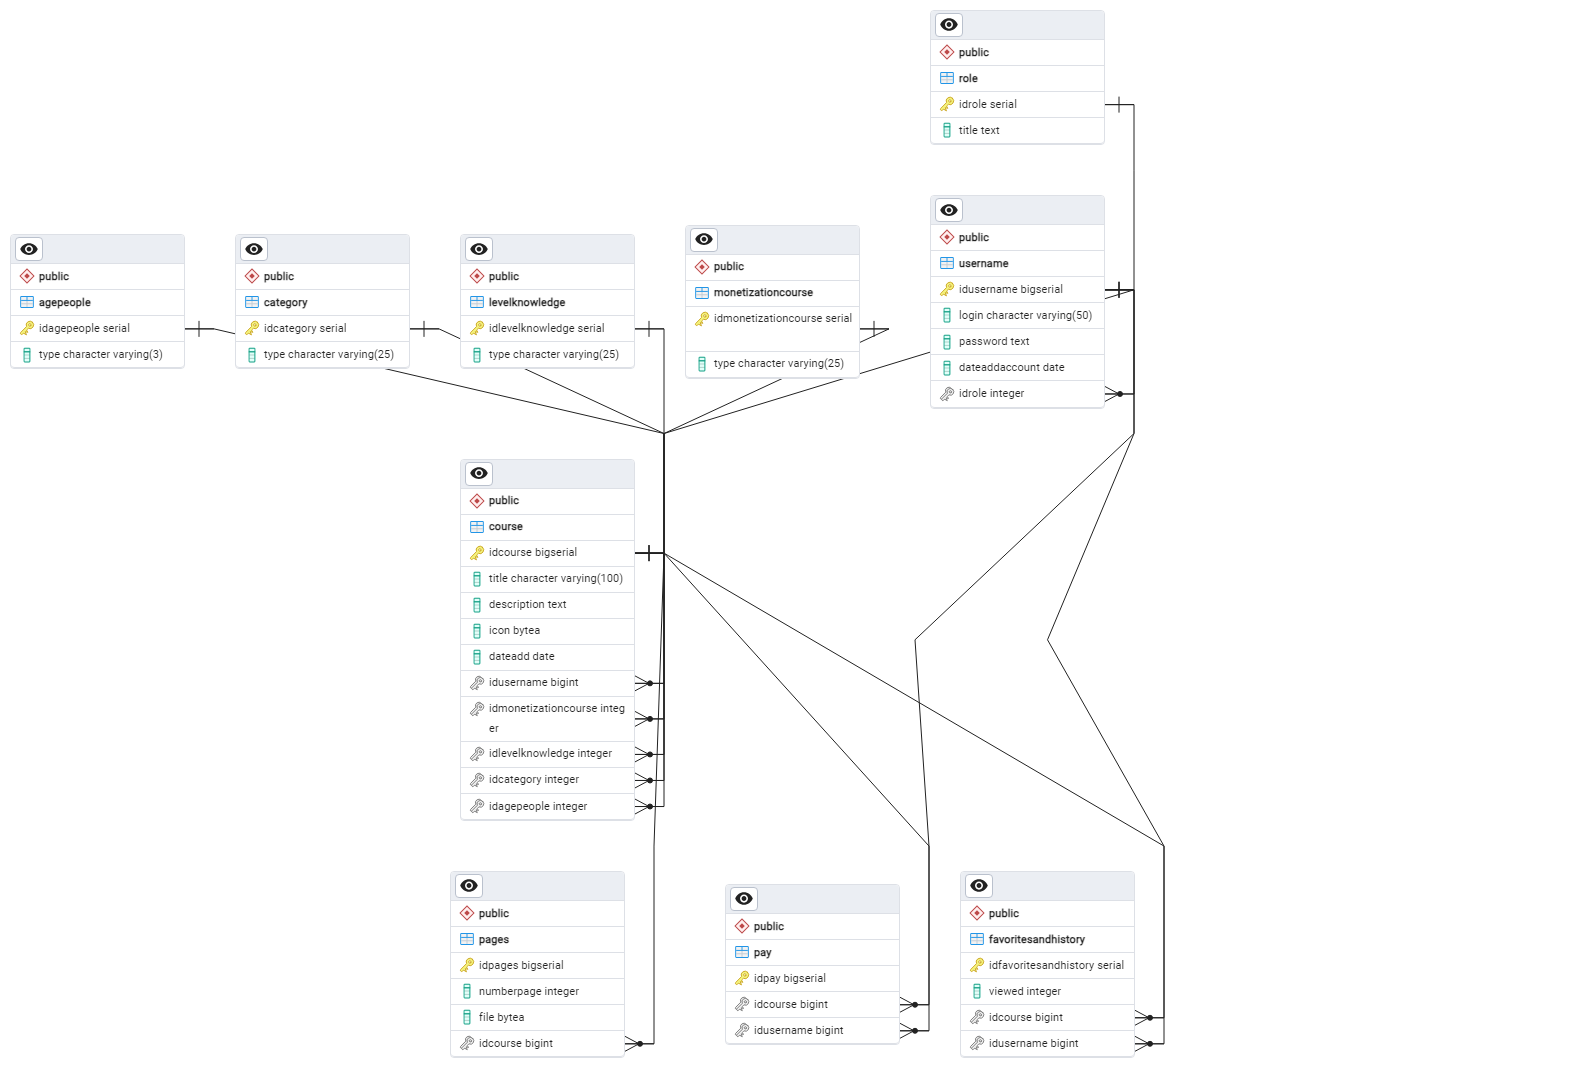 public
role
idrole serial
title text
public
username
idusername bigserial
login character varying(50)
password text
dateaddaccount date
idrole integer
public
agepeople
idagepeople serial
type character varying(3)
public
category
idcategory serial
type character varying(25)
public
levelknowledge
idlevelknowledge serial
type character varying(25)
public
monetizationcourse
idmonetizationcourse serial
type character varying(25)
public
course
idcourse bigserial
title character varying(100)
description text
icon bytea
dateadd date
idusername bigint
idmonetizationcourse integ
er
idlevelknowledge integer
idcategory integer
idagepeople integer
public
pages
idpages bigserial
numberpage integer
file bytea
idcourse bigint
public
pay
idpay bigserial
idcourse bigint
idusername bigint
public
favoritesandhistory
idfavoritesandhistory serial
viewed integer
idcourse bigint
idusername bigint